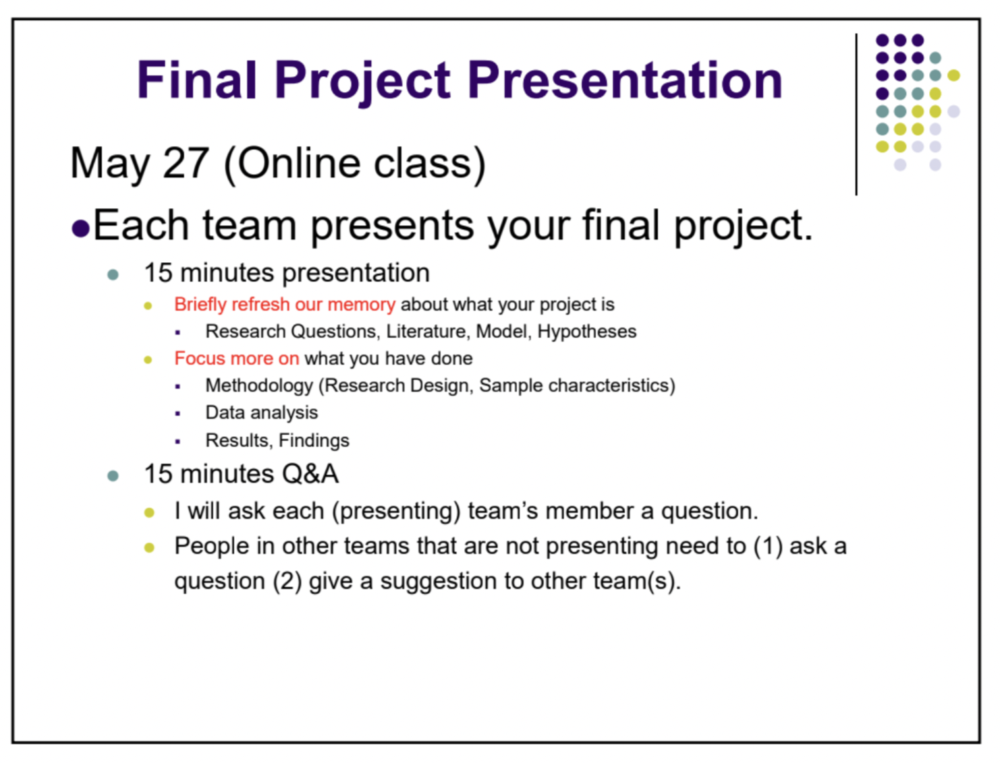 Final Project Presentation
May 27 (Online class)
●Each team presents your final project.
● 15 minutes presentation
● Briefly refresh our memory about what your project is
▪ Research Questions, Literature, Model, Hypotheses
● Focus more on what you have done
▪ Methodology (Research Design, Sample characteristics)
▪ Data analysis
▪ Results, Findings
● 15 minutes Q&A
● I will ask each (presenting) team’s member a question.
● People in other teams that are not presenting need to (1) ask a
question (2) give a suggestion to other team(s).